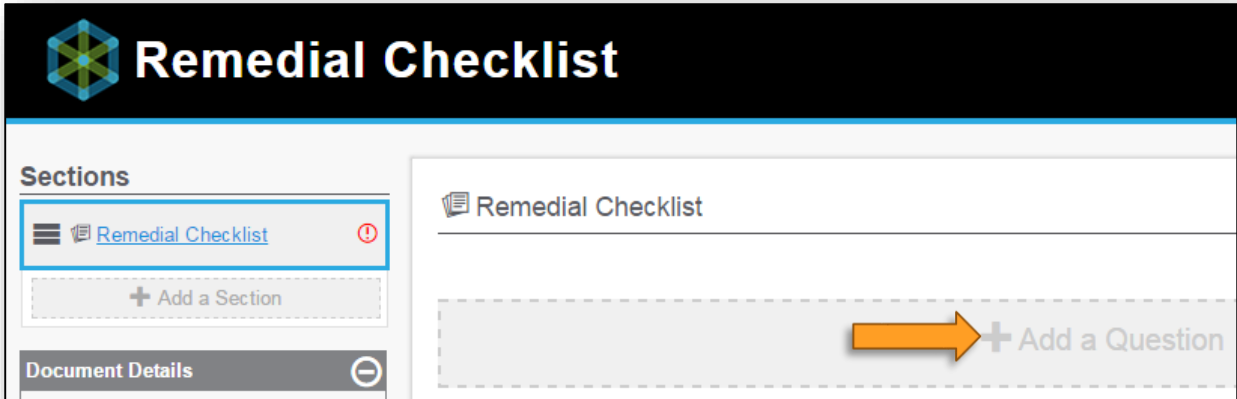 Remedial Checklist
Sections
Remedial Checklist
+ Add a Section
Document Details
Remedial Checklist
+ Add a Question